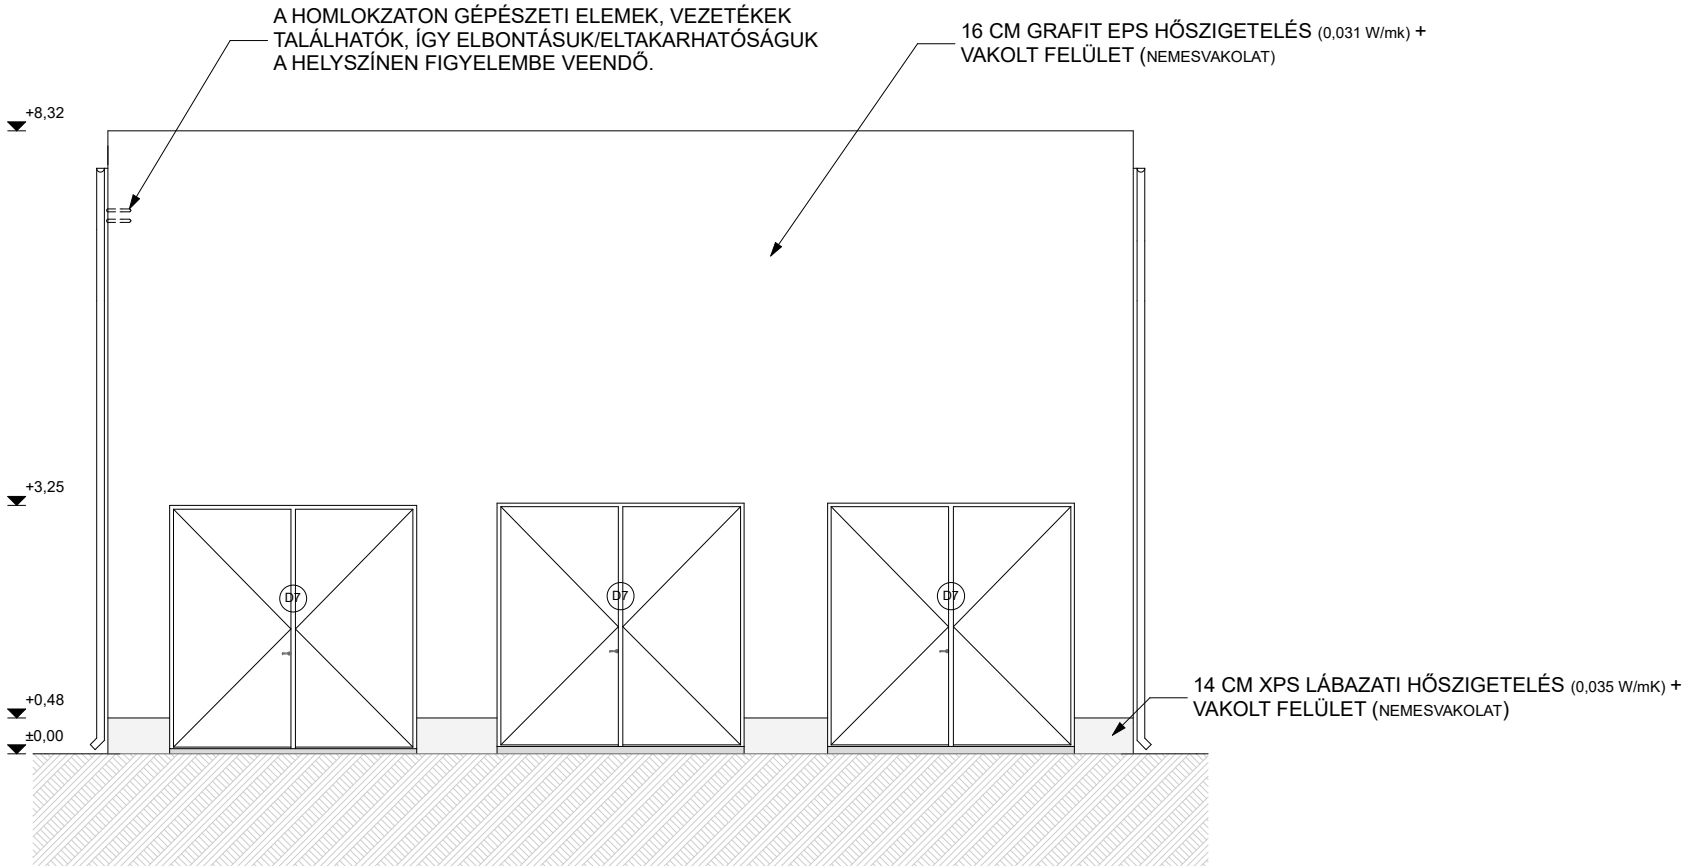 A HOMLOKZATON GÉPÉSZETI ELEMEK, VEZETÉKEK
TALÁLHATÓK, ÍGY ELBONTÁSUK/ELTAKARHATÓSÁGUK
A HELYSZÍNEN FIGYELEMBE VEENDŐ.
16 CM GRAFIT EPS HŐSZIGETELÉS (0,031 W/mk) +
VAKOLT FELÜLET (NEMESVAKOLAT)
+8,32
+3,25
D7
D7
D7
14 CM XPS LÁBAZATI HŐSZIGETELÉS (0,035 W/mK) +
VAKOLT FELÜLET (NEMESVAKOLAT)
+0,48
±0,00